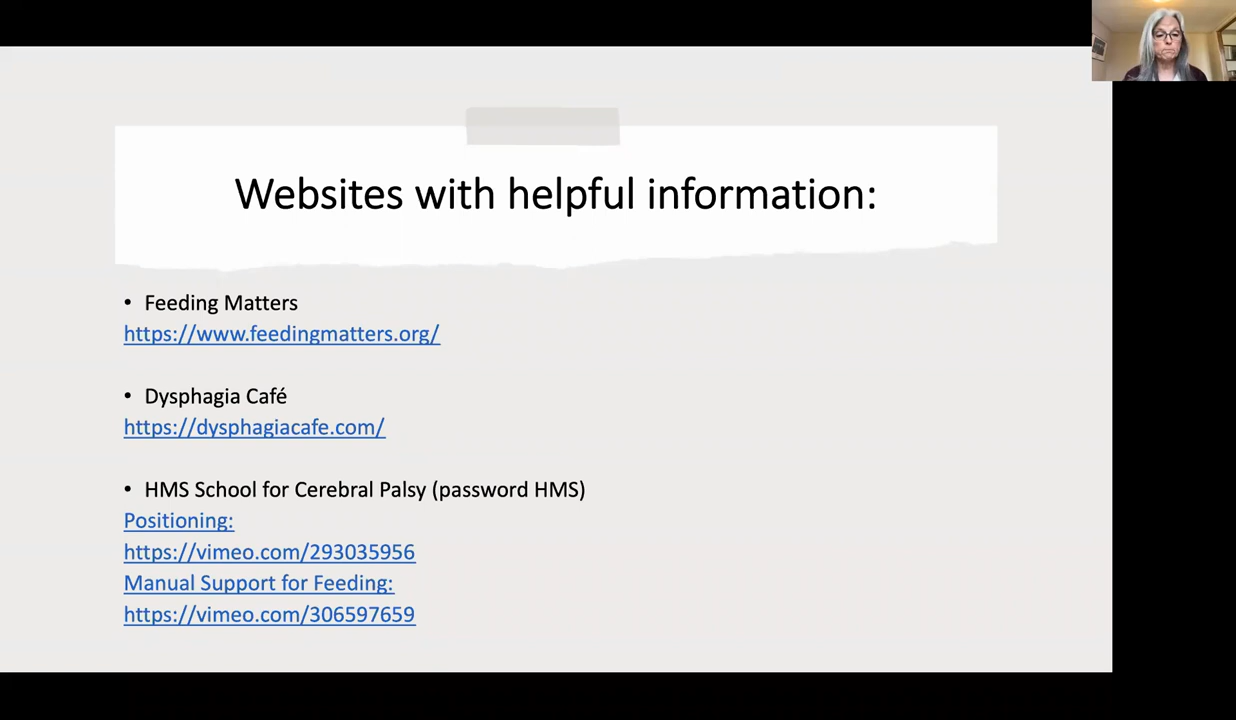 Websites with helpful information:
• Feeding Matters
https://www.feedingmatters.org/
• Dysphagia Café
https://dysphagiacafe.com/
• HMS School for Cerebral Palsy (password HMS)
Positioning:
https://vimeo.com/293035956
Manual Support for Feeding:
https://vimeo.com/306597659